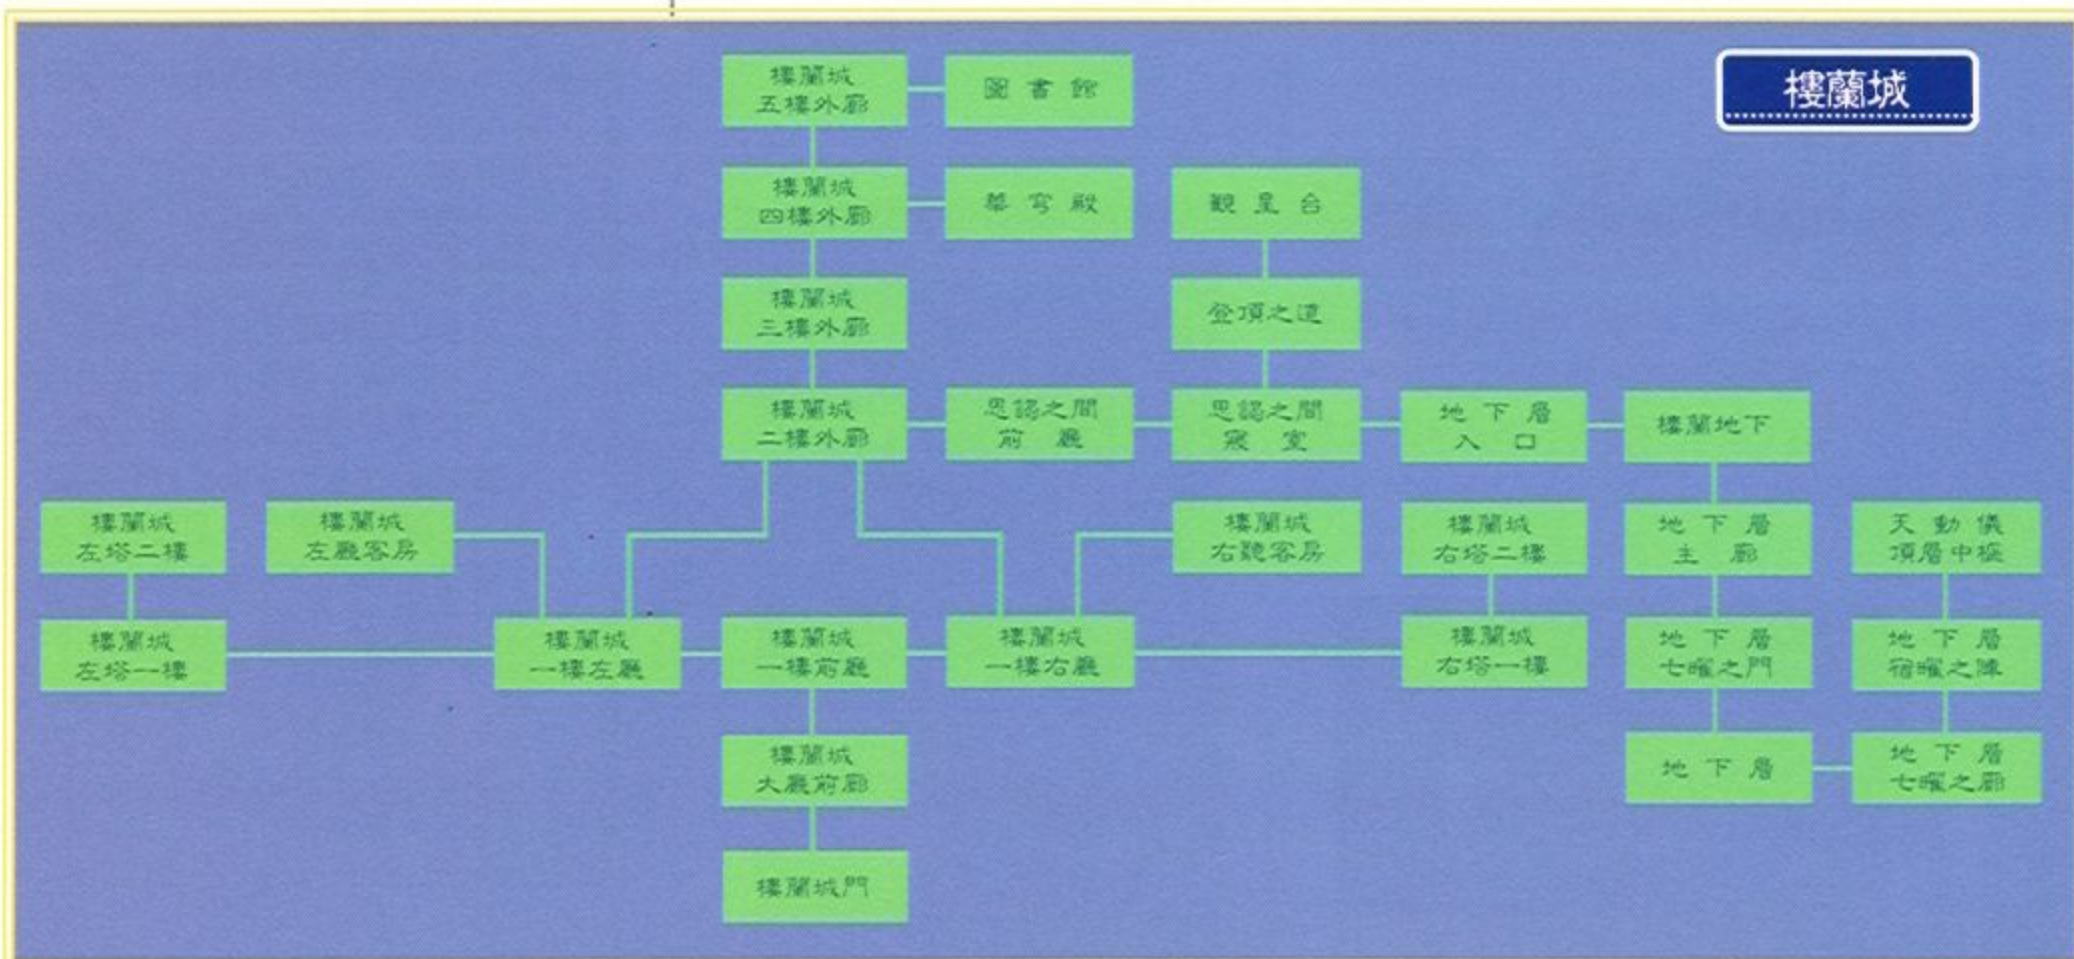 樓蘭城
樓蘭城
五樓外廊
圖書館
樓蘭城
四樓外廊
華穹殿
觀星台
樓蘭城
三樓外廊
登頂之道
樓蘭城
二樓外廊
恩謁之間
前廳
恩謁之間
寢室
地下層
入口
樓蘭地下
樓蘭城
左塔二樓
樓蘭城
左廳客房
樓蘭城
右聽客房
樓蘭城
右塔二樓
地下層
主廊
天動儀
頂層中樞
樓蘭城
左塔一樓
樓蘭城
一樓左廳
樓蘭城
一樓前廳
樓蘭城
一樓右廳
樓蘭城
右塔一樓
地下層
七曜之門
地下層
宿曜之陣
樓蘭城
大廳前廊
地下層
地下層
七曜之廊
樓蘭城門